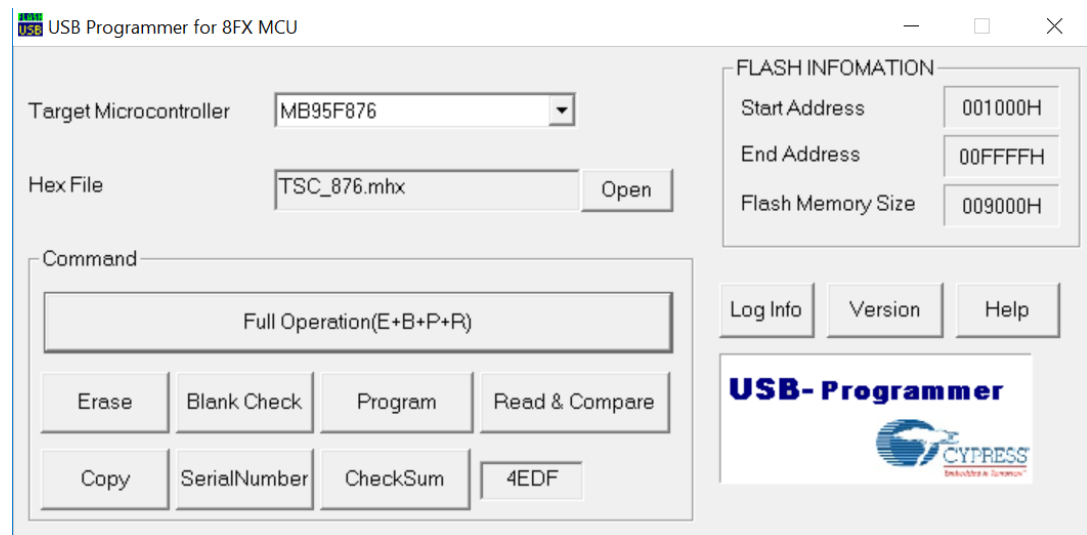 USB Programmer for 8FX MCU
Target Microcontroller MB95F876
Hex File TSC_876.mhx Open
FLASH INFOMATION
Start Address 001000H
End Address 00FFFFH
Flash Memory Size 009000H
Command
Full Operation(E+B+P+R)
Erase Blank Check Program Read & Compare
Copy SerialNumber CheckSum 4EDF
Log Info Version Help
USB-Programmer
CYPRESS